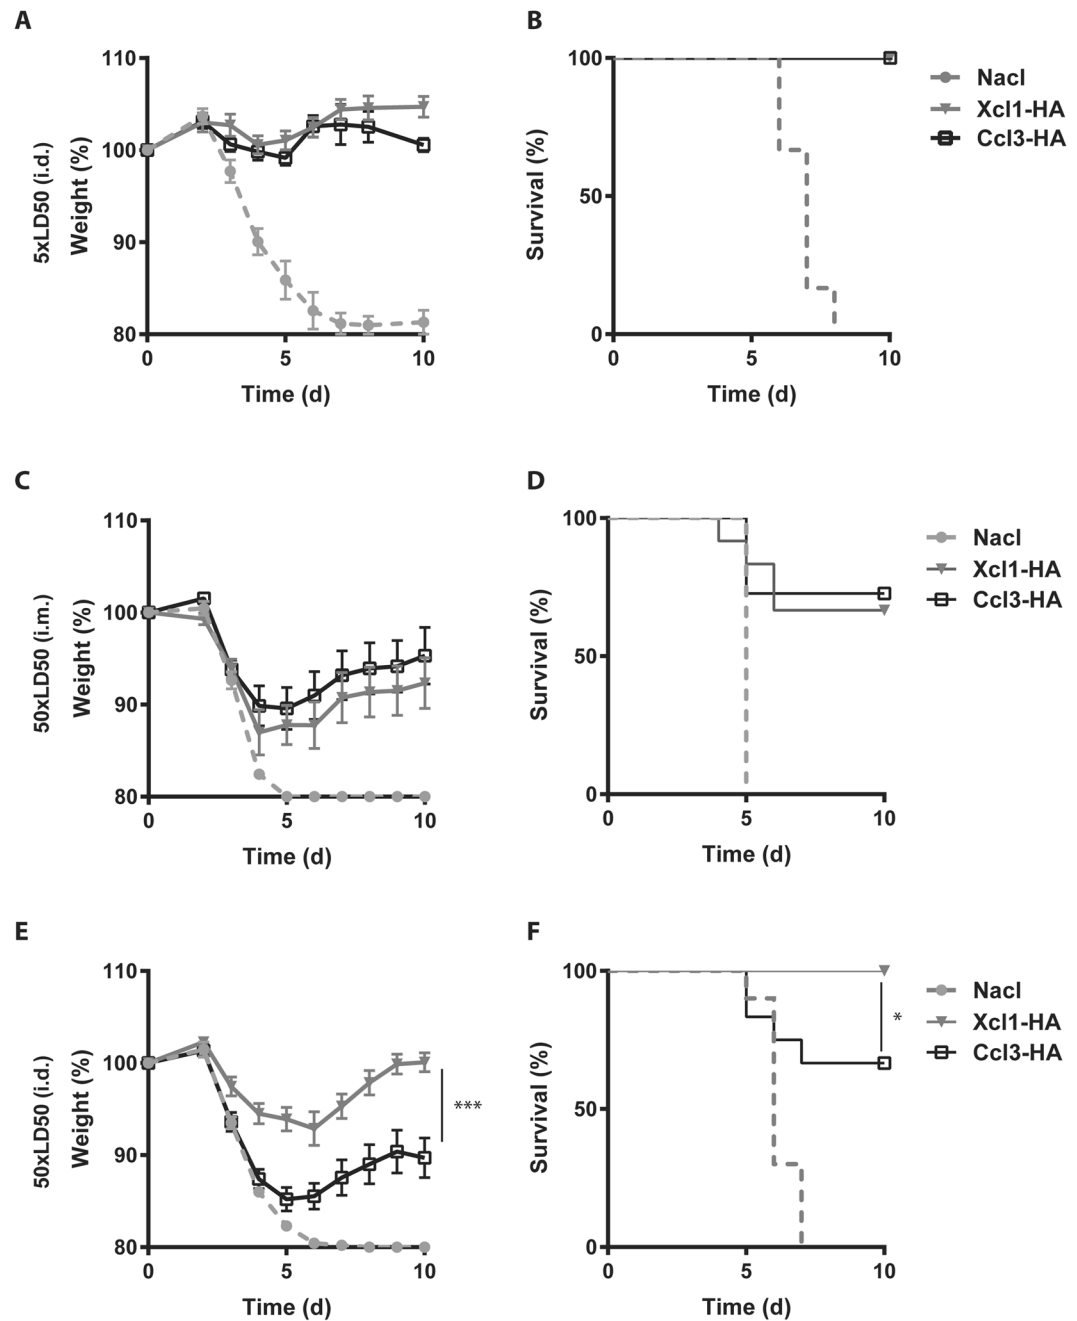 A
110
100
90
80
0
5
10
5xLD50 (i.d.)
Weight (%)
Time (d)
B
100
50
0
0
5
10
Survival (%)
Time (d)
Nacl
Xcl1-HA
Ccl3-HA
C
110
100
90
80
0
5
10
50xLD50 (i.m.)
Weight (%)
Time (d)
D
100
50
0
0
5
10
Survival (%)
Time (d)
Nacl
Xcl1-HA
Ccl3-HA
E
110
100
90
80
0
5
10
50xLD50 (i.d.)
Weight (%)
Time (d)
***
F
100
50
0
0
5
10
Survival (%)
Time (d)
*
Nacl
Xcl1-HA
Ccl3-HA